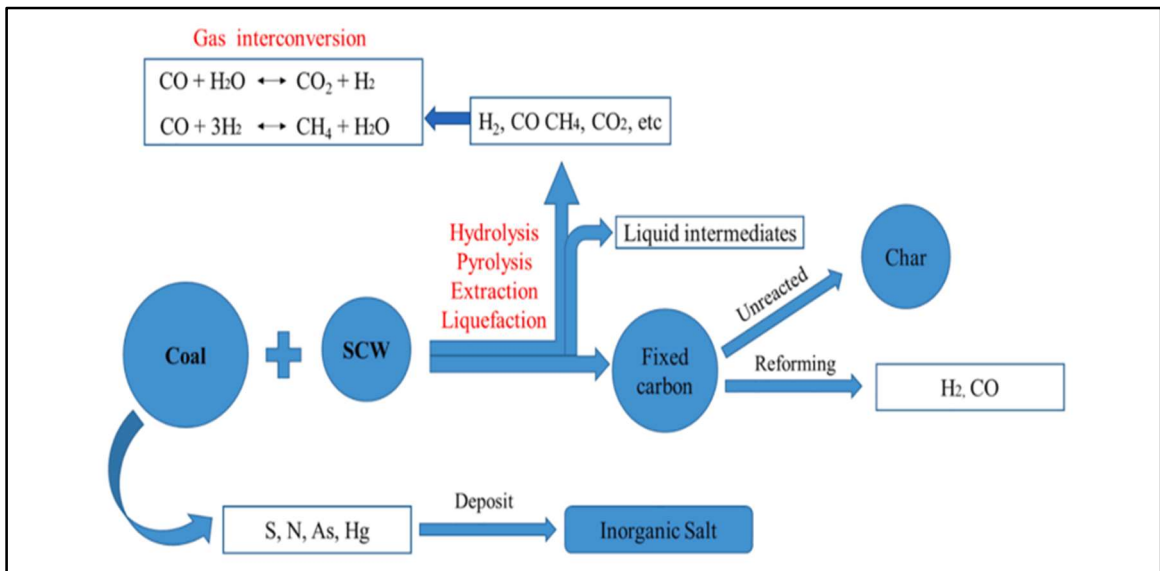 Gas interconversion
CO + H2O ↔ CO2 + H2
CO + 3H2 ↔ CH4 + H2O
H2, CO CH4, CO2, etc
Hydrolysis
Pyrolysis
Extraction
Liquefaction
Liquid intermediates
Char
Unreacted
Coal
SCW
Fixed
carbon
Reforming
H2, CO
S, N, As, Hg
Deposit
Inorganic Salt